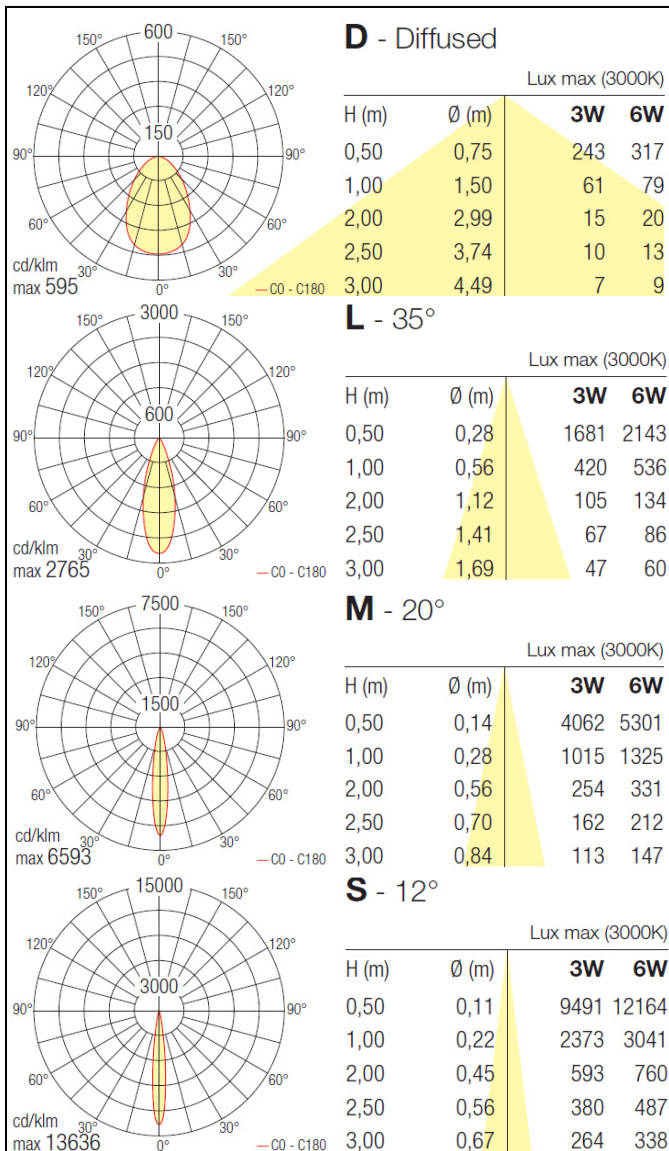 600
150° 150°
120° 120°
150
90° 90°
60° 60°
30° 30°
cd/klm
max 595
0°
C0 - C180
D - Diffused
Lux max (3000K)
H (m) Ø (m) 3W 6W
0,50 0,75 243 317
1,00 1,50 61 79
2,00 2,99 15 20
2,50 3,74 10 13
3,00 4,49 7 9
3000
150° 150°
120° 120°
600
90° 90°
60° 60°
30° 30°
cd/klm
max 2765
0°
C0 - C180
L - 35°
Lux max (3000K)
H (m) Ø (m) 3W 6W
0,50 0,28 1681 2143
1,00 0,56 420 536
2,00 1,12 105 134
2,50 1,41 67 86
3,00 1,69 47 60
7500
150° 150°
120° 120°
1500
90° 90°
60° 60°
30° 30°
cd/klm
max 6593
0°
C0 - C180
M - 20°
Lux max (3000K)
H (m) Ø (m) 3W 6W
0,50 0,14 4062 5301
1,00 0,28 1015 1325
2,00 0,56 254 331
2,50 0,70 162 212
3,00 0,84 113 147
15000
150° 150°
120° 120°
3000
90° 90°
60° 60°
30° 30°
cd/klm
max 13636
0°
C0 - C180
S - 12°
Lux max (3000K)
H (m) Ø (m) 3W 6W
0,50 0,11 9491 12164
1,00 0,22 2373 3041
2,00 0,45 593 760
2,50 0,56 380 487
3,00 0,67 264 338